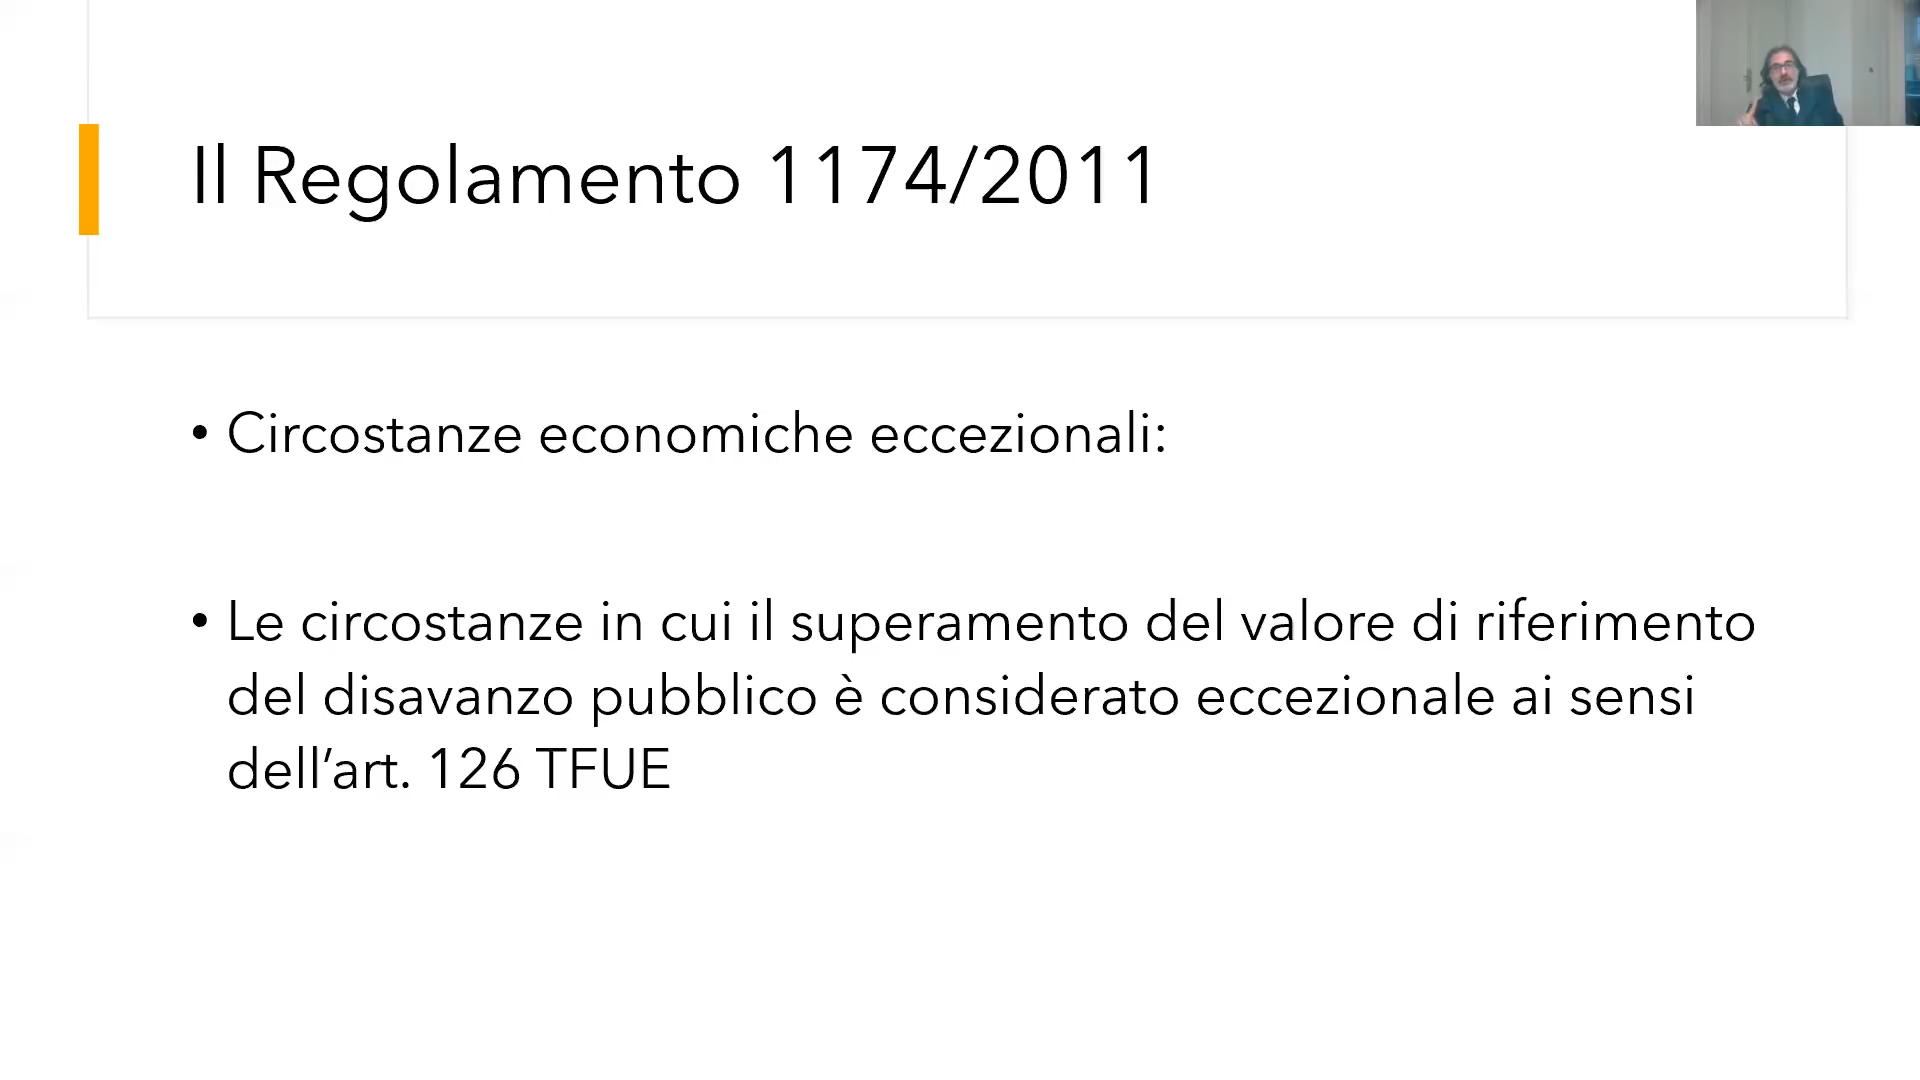 Il Regolamento 1174/2011
• Circostanze economiche eccezionali:
• Le circostanze in cui il superamento del valore di riferimento
del disavanzo pubblico è considerato eccezionale ai sensi
dell’art. 126 TFUE